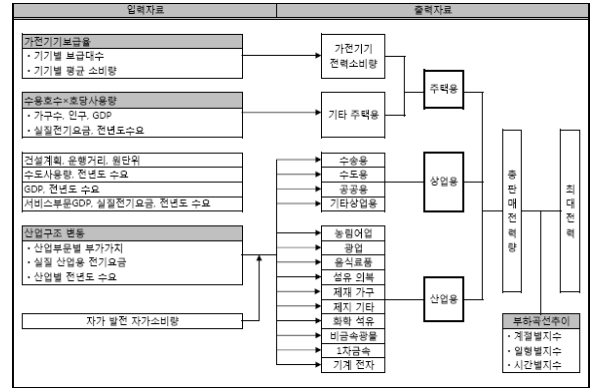 입력자료
출력자료
가전기기보급율
・기기별 보급대수
・기기별 평균 소비량
가전기기
전력소비량
수용호수×호당사용량
・가구수, 인구, GDP
・실질전기요금, 전년도수요
기타 주택용
주택용
건설계획, 운행거리, 원단위
수도사용량, 전년도 수요
GDP, 전년도 수요
서비스부문GDP, 실질전기요금, 전년도 수요
수송용
수도용
공공용
기타상업용
상업용
산업구조 변동
・산업부문별 부가가치
・실질 산업용 전기요금
・산업별 전년도 수요
자가 발전 자가소비량
농림어업
광업
음식료품
섬유 의복
제재 가구
제지 기타
화학 석유
비금속광물
1차금속
기계 전자
산업용
총판매전력량
최대전력
부하곡선추이
・계절별지수
・일형별지수
・시간별지수